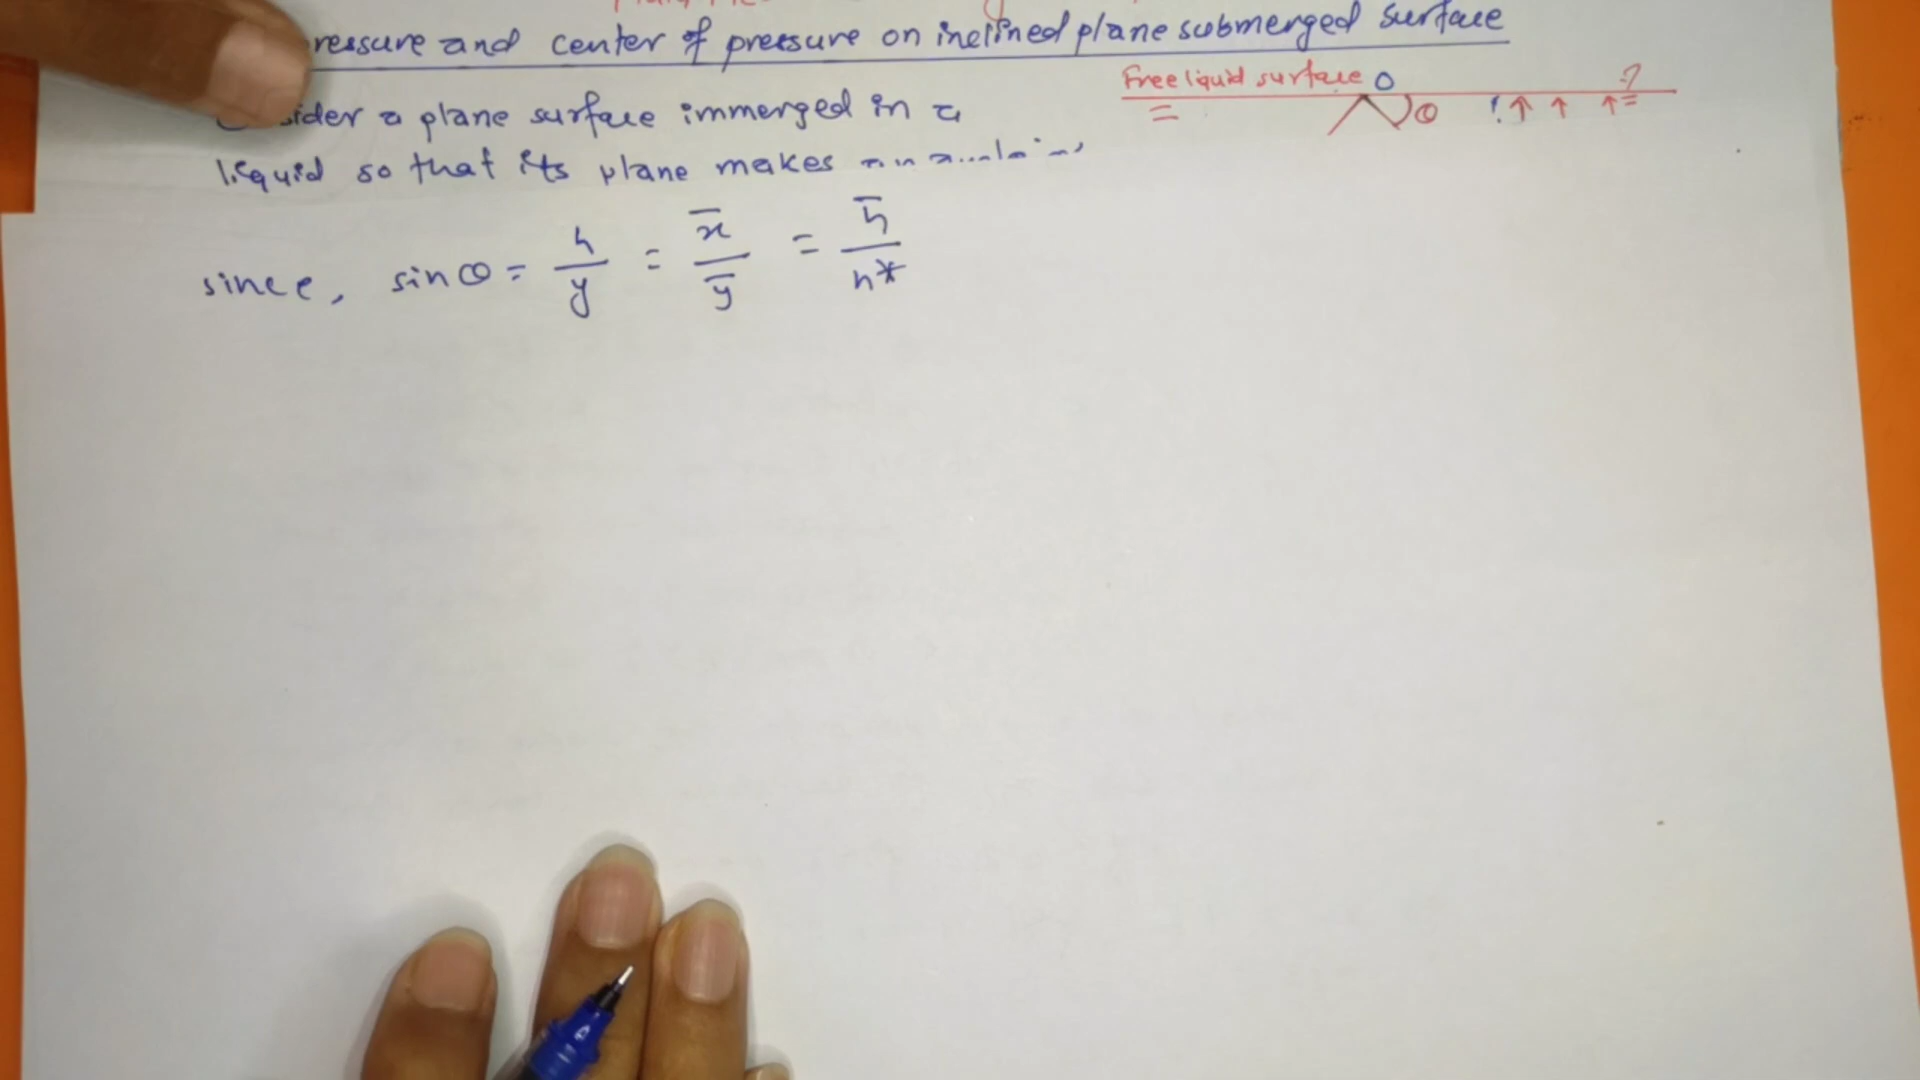 ressure and center of pressure on inclined plane submerged surface
Free liquid surface O
sider a plane surface immerged in a
θ
liquid so that its plane makes
since, sinθ = h/y = x̄/ȳ = h̄/h*